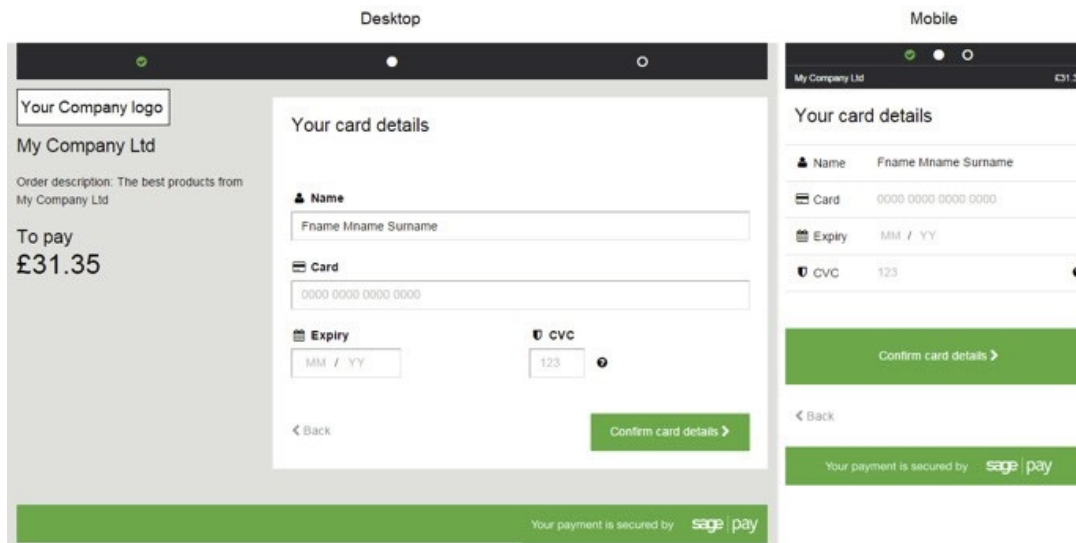 Desktop
Your Company logo
My Company Ltd
Order description: The best products from
My Company Ltd
To pay
£31.35
Your card details
Name
Fname Mname Surname
Card
0000 0000 0000 0000
Expiry
CVC
MM / YY
123
Back
Confirm card details
Your payment is secured by sage pay
Mobile
My Company Ltd £31.3
Your card details
Name Fname Mname Surname
Card 0000 0000 0000 0000
Expiry MM / YY
CVC 123
Confirm card details
Back
Your payment is secured by sage pay